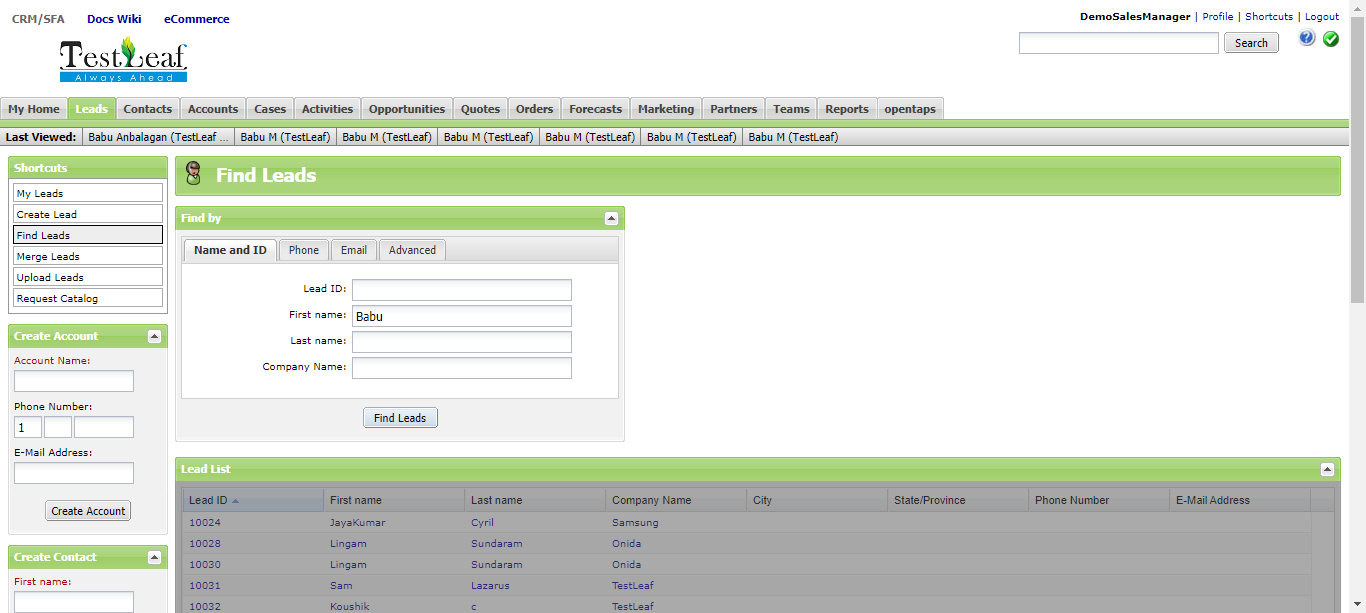 CRM/SFA Docs Wiki eCommerce
DemoSalesManager | Profile | Shortcuts | Logout
TestLeaf
Always Ahead
Search
My Home Leads Contacts Accounts Cases Activities Opportunities Quotes Orders Forecasts Marketing Partners Teams Reports opentaps
Last Viewed: Babu Anbalagan (TestLeaf ... Babu M (TestLeaf) Babu M (TestLeaf) Babu M (TestLeaf) Babu M (TestLeaf) Babu M (TestLeaf) Babu M (TestLeaf)
Shortcuts
My Leads
Create Lead
Find Leads
Merge Leads
Upload Leads
Request Catalog
Create Account
Account Name:
Phone Number:
1
E-Mail Address:
Create Account
Create Contact
First name:
Find Leads
Find by
Name and ID Phone Email Advanced
Lead ID:
First name: Babu
Last name:
Company Name:
Find Leads
Lead List
Lead ID First name Last name Company Name City State/Province Phone Number E-Mail Address
10024 JayaKumar Cyril Samsung
10028 Lingam Sundaram Onida
10030 Lingam Sundaram Onida
10031 Sam Lazarus TestLeaf
10032 Koushik c TestLeaf